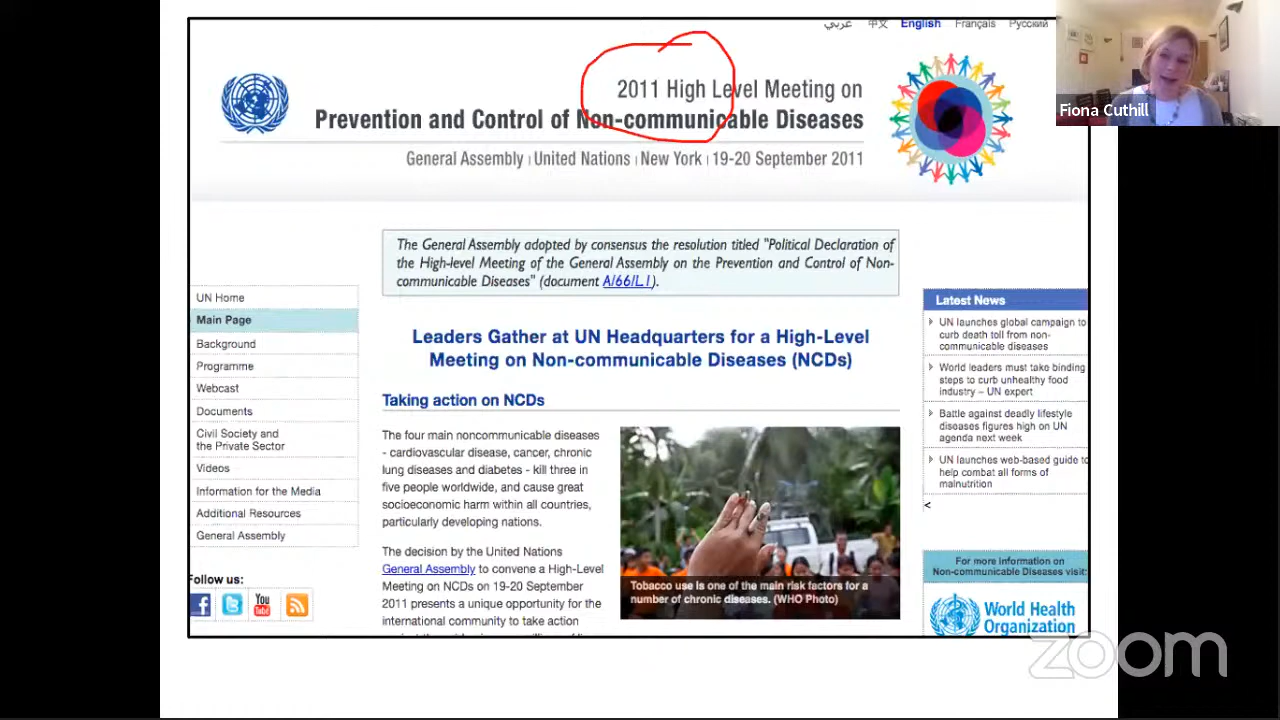 عربي 中文 English Français Русский
2011 High Level Meeting on
Prevention and Control of Non-communicable Diseases
General Assembly United Nations New York 19-20 September 2011
Fiona Cuthill
The General Assembly adopted by consensus the resolution titled "Political Declaration of
the High-level Meeting of the General Assembly on the Prevention and Control of Non-
communicable Diseases" (document A/66/L.1).
UN Home
Main Page
Background
Programme
Webcast
Documents
Civil Society and
the Private Sector
Videos
Information for the Media
Additional Resources
General Assembly
Follow us:
You
Tube
Leaders Gather at UN Headquarters for a High-Level
Meeting on Non-communicable Diseases (NCDs)
Taking action on NCDs
The four main noncommunicable diseases
- cardiovascular disease, cancer, chronic
lung diseases and diabetes - kill three in
five people worldwide, and cause great
socioeconomic harm within all countries,
particularly developing nations.
The decision by the United Nations
General Assembly to convene a High-Level
Meeting on NCDs on 19-20 September
2011 presents a unique opportunity for the
international community to take action
Tobacco use is one of the main risk factors for a
number of chronic diseases. (WHO Photo)
Latest News
UN launches global campaign to
curb death toll from non-
communicable diseases
World leaders must take binding
steps to curb unhealthy food
industry – UN expert
Battle against deadly lifestyle
diseases figures high on UN
agenda next week
UN launches web-based guide to
help combat all forms of
malnutrition
<
For more information on
Non-communicable Diseases visit:
World Health
Organization
zoom